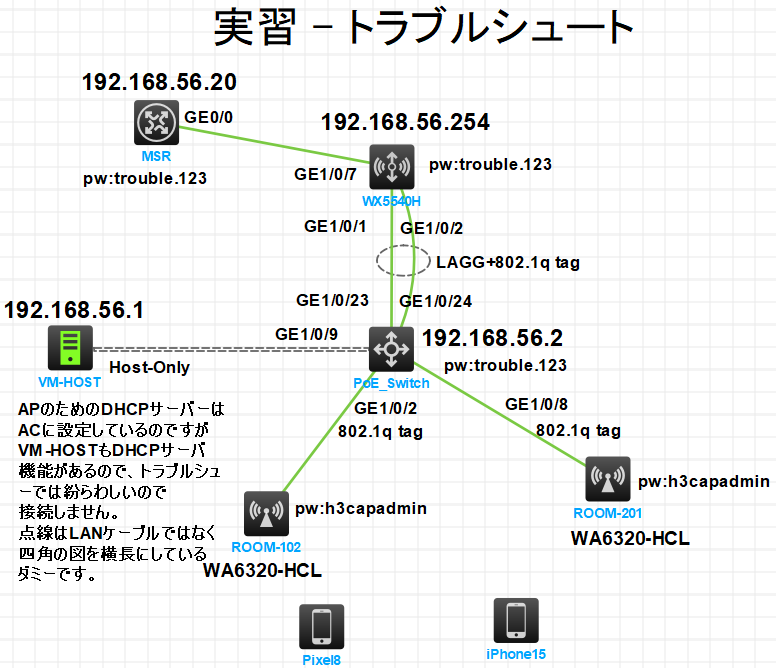 実習 – トラブルシュート
192.168.56.20
GE0/0
MSR
pw:trouble.123
192.168.56.254
GE1/0/7
pw:trouble.123
WX5540H
GE1/0/1
GE1/0/2
LAGG+802.1q tag
GE1/0/23
GE1/0/24
192.168.56.1
GE1/0/9
192.168.56.2
Host-Only
pw:trouble.123
VM-HOST
PoE_Switch
APのためのDHCPサーバーは
ACに設定しているのですが
VM-HOSTもDHCPサーバ
機能があるので、トラブルシュ
ーでは紛らわしいので
接続しません。
点線はLANケーブルではなく
四角の図を横長にしている
ダミーです。
GE1/0/2
802.1q tag
GE1/0/8
802.1q tag
pw:h3capadmin
ROOM-102
WA6320-HCL
pw:h3capadmin
ROOM-201
WA6320-HCL
Pixel8
iPhone15